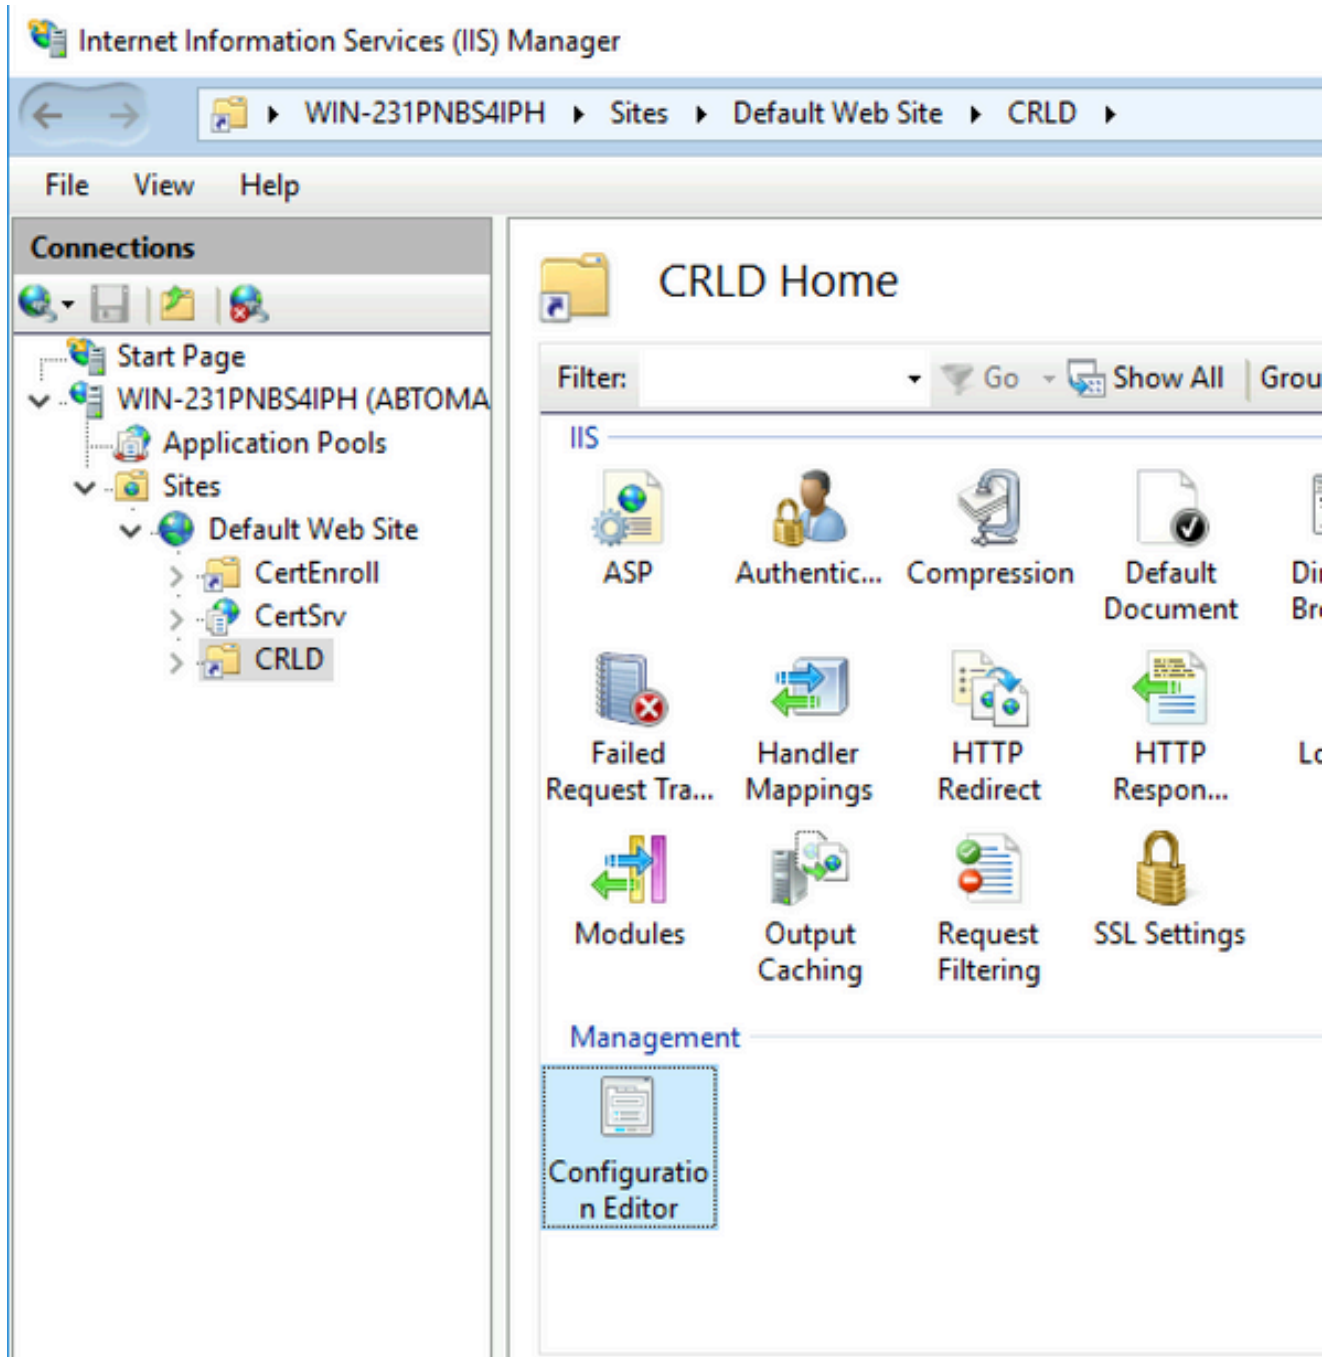 Internet Information Services (IIS) Manager
WIN-231PNBS4IPH Sites Default Web Site CRLD
File View Help
Connections
Start Page
WIN-231PNBS4IPH (ABTOMA
Application Pools
Sites
Default Web Site
CertEnroll
CertSrv
CRLD
CRLD Home
Filter: Go Show All Grou
IIS
ASP Authentic... Compression Default Document
Failed Request Tra... Handler Mappings HTTP Redirect HTTP Respon...
Modules Output Caching Request Filtering SSL Settings
Management
Configuratio
n Editor